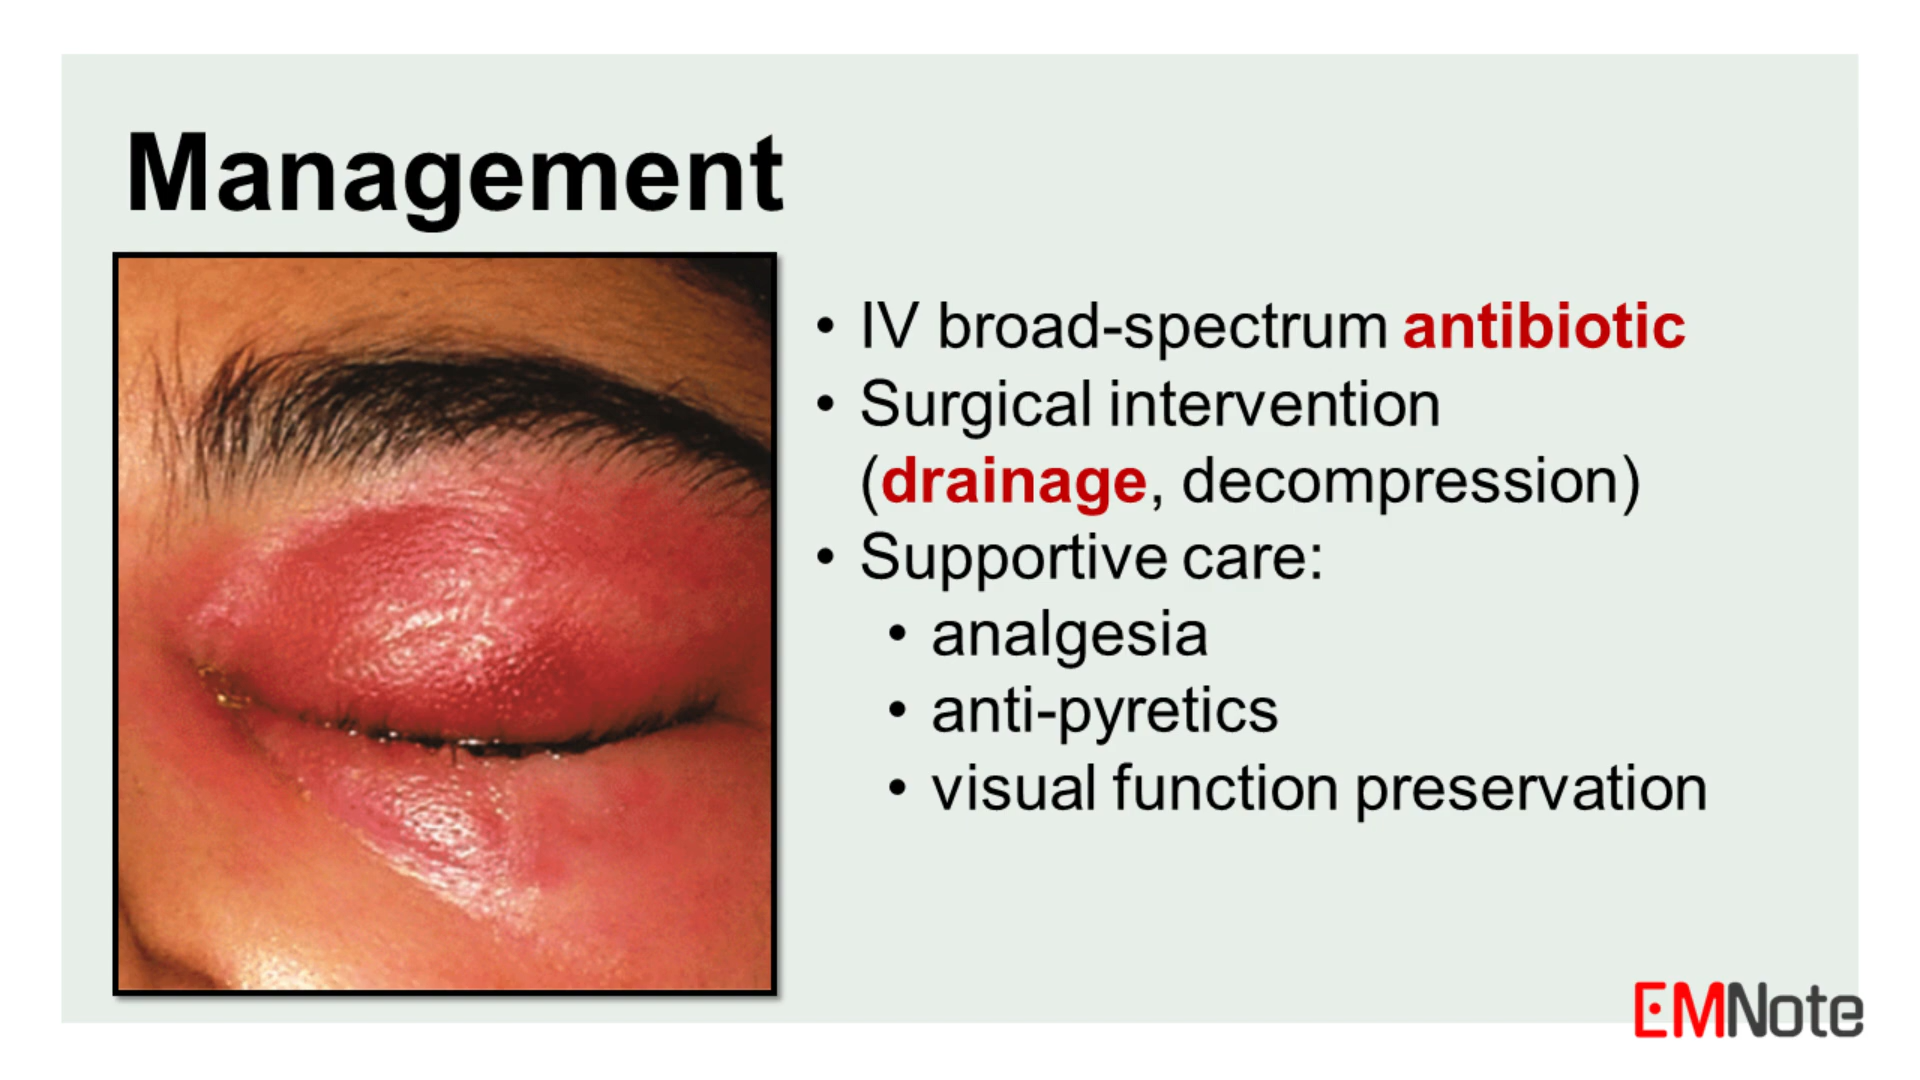 Management
• IV broad-spectrum antibiotic
• Surgical intervention
(drainage, decompression)
• Supportive care:
• analgesia
• anti-pyretics
• visual function preservation
EMNote